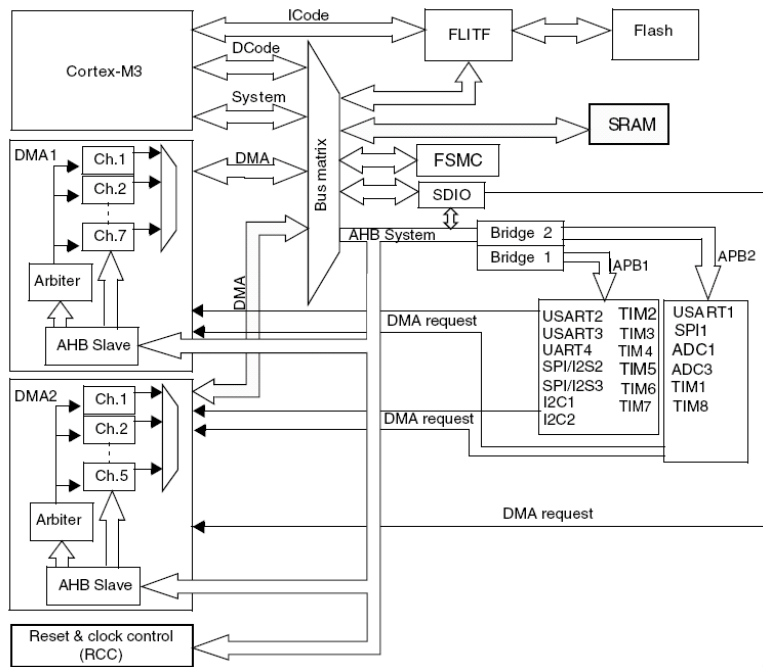 Cortex-M3
ICode
DCode
System
FLITF
Flash
SRAM
FSMC
SDIO
Bus matrix
DMA1
Ch.1
Ch.2
Ch.7
Arbiter
AHB Slave
DMA
DMA
AHB System
Bridge 2
Bridge 1
APB1
APB2
DMA request
USART2 TIM2
USART3 TIM3
UART4 TIM4
SPI/I2S2 TIM5
SPI/I2S3 TIM6
I2C1 TIM7
I2C2
USART1
SPI1
ADC1
ADC3
TIM1
TIM8
DMA2
Ch.1
Ch.2
Ch.5
Arbiter
AHB Slave
DMA request
DMA request
Reset & clock control
(RCC)